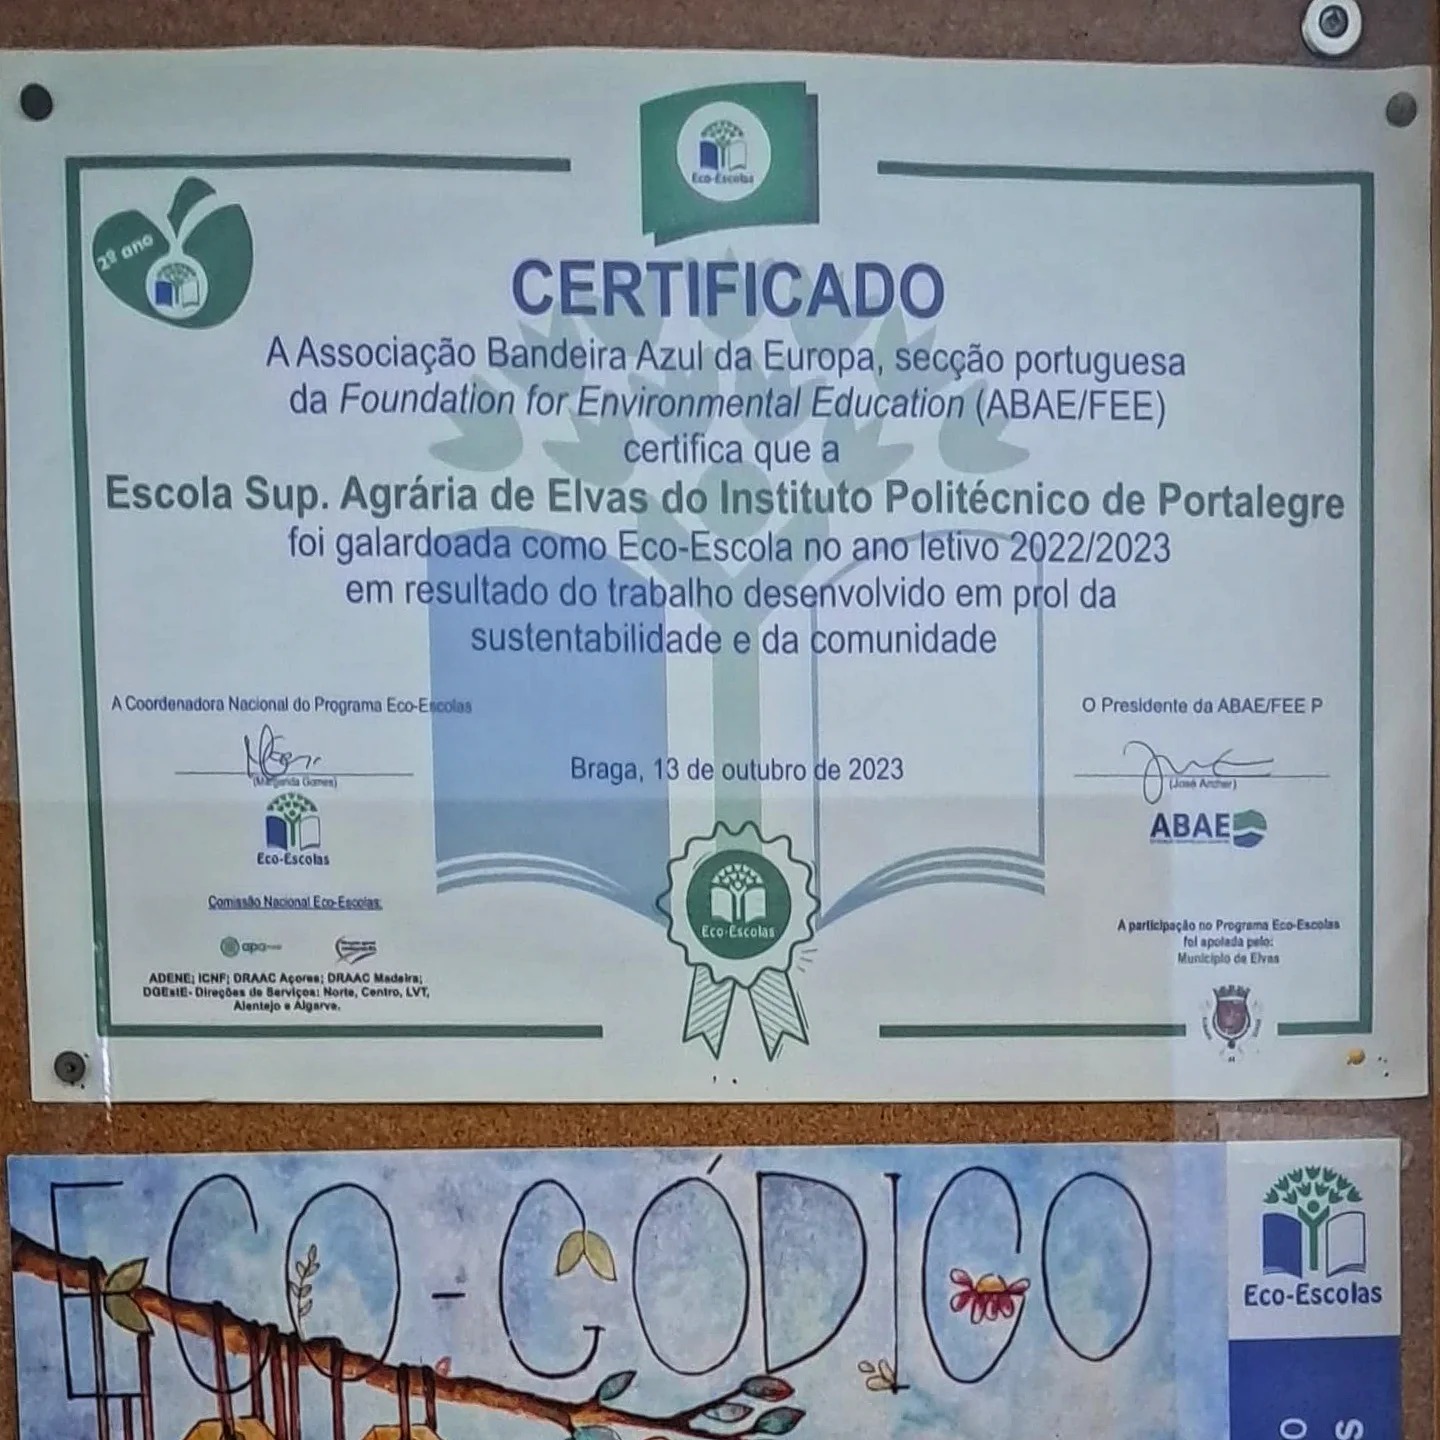 Eco-Escolas
2º ano
CERTIFICADO
A Associação Bandeira Azul da Europa, secção portuguesa
da Foundation for Environmental Education (ABAE/FEE)
certifica que a
Escola Sup. Agrária de Elvas do Instituto Politécnico de Portalegre
foi galardoada como Eco-Escola no ano letivo 2022/2023
em resultado do trabalho desenvolvido em prol da
sustentabilidade e da comunidade
A Coordenadora Nacional do Programa Eco-Escolas
(Margarida Gomes)
Eco-Escolas
Comissão Nacional Eco-Escolas:
apa
ADENE; ICNF; DRAAC Açores; DRAAC Madeira;
DGEstE- Direções de Serviços: Norte, Centro, LVT,
Alentejo e Algarve.
Braga, 13 de outubro de 2023
Eco-Escolas
O Presidente da ABAE/FEE P
(José Archer)
ABAE
A participação no Programa Eco-Escolas
foi apoiada pelo:
Município de Elvas
ECO-CÓDIGO
Eco-Escolas
O
S